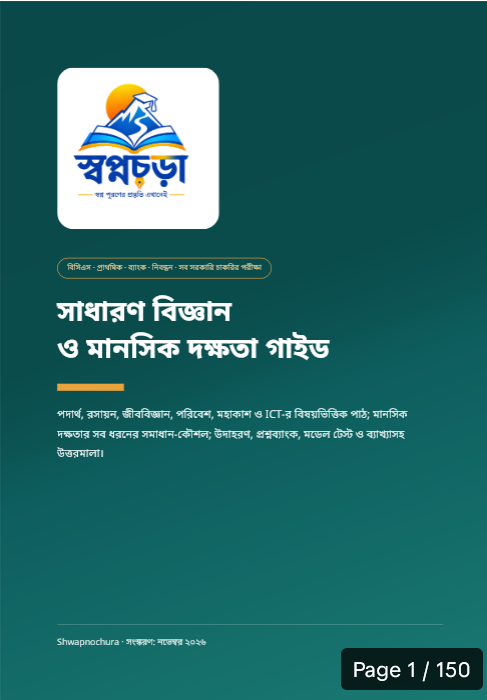 স্বপ্নচূড়া
স্বপ্ন পূরণের প্রস্তুতি এখানেই
বিসিএস · প্রাথমিক · ব্যাংক · নিবন্ধন · সব সরকারি চাকরির পরীক্ষা
সাধারণ বিজ্ঞান
ও মানসিক দক্ষতা গাইড
পদার্থ, রসায়ন, জীববিজ্ঞান, পরিবেশ, মহাকাশ ও ICT-র বিষয়ভিত্তিক পাঠ; মানসিক
দক্ষতার সব ধরনের সমাধান-কৌশল; উদাহরণ, প্রশ্নব্যাংক, মডেল টেস্ট ও ব্যাখ্যাসহ
উত্তরমালা।
Shwapnochura · সংস্করণ: নভেম্বর ২০২৬
Page 1 / 150